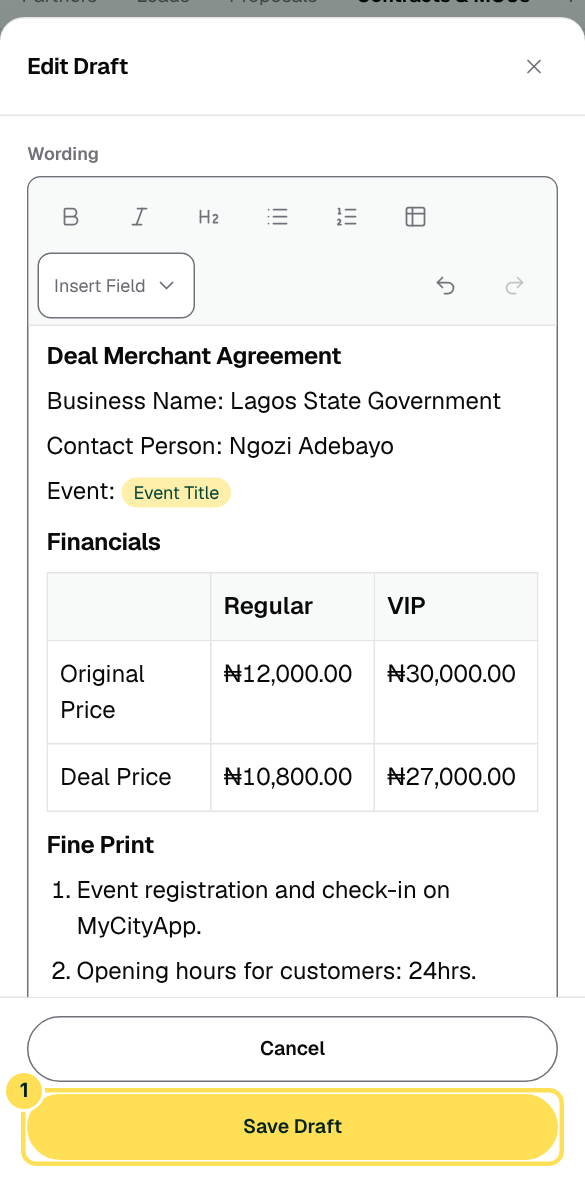 Contracts & MOUs
Edit Draft
Wording
B I H2
Insert Field
Deal Merchant Agreement
Business Name: Lagos State Government
Contact Person: Ngozi Adebayo
Event: Event Title
Financials
Regular VIP
Original Price ₦12,000.00 ₦30,000.00
Deal Price ₦10,800.00 ₦27,000.00
Fine Print
1. Event registration and check-in on
MyCityApp.
2. Opening hours for customers: 24hrs.
Cancel
1
Save Draft